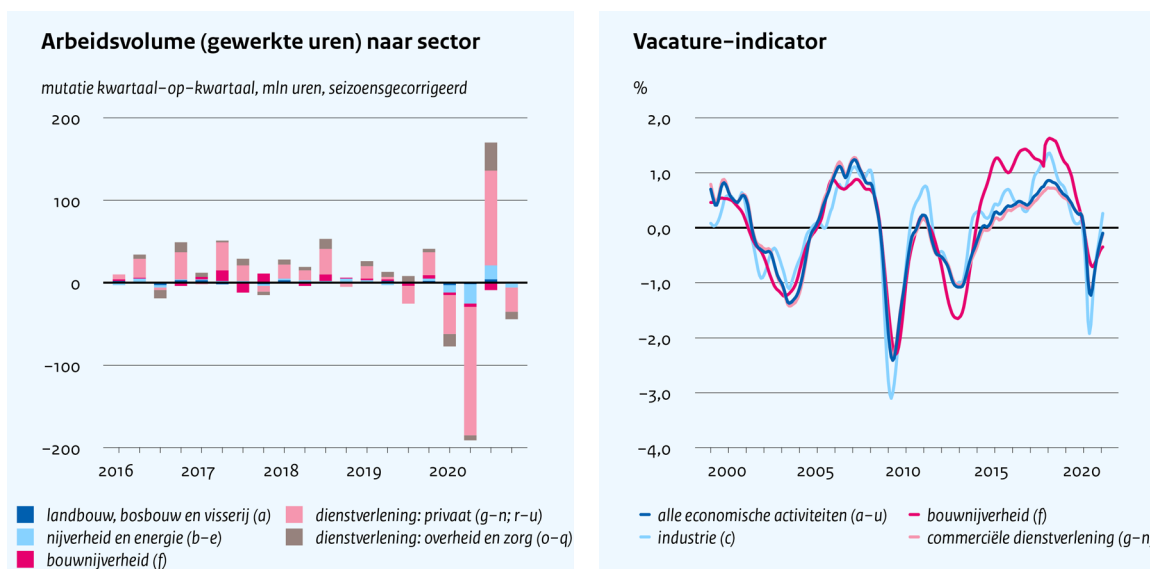 Arbeidsvolume (gewerkte uren) naar sector
mutatie kwartaal-op-kwartaal, mln uren, seizoensgecorrigeerd
200
100
0
-100
-200
2016 2017 2018 2019 2020
landbouw, bosbouw en visserij (a)
nijverheid en energie (b-e)
bouwnijverheid (f)
dienstverlening: privaat (g-n; r-u)
dienstverlening: overheid en zorg (o-q)
Vacature-indicator
%
2,0
1,0
0,0
-1,0
-2,0
-3,0
-4,0
2000 2005 2010 2015 2020
alle economische activiteiten (a-u)
industrie (c)
bouwnijverheid (f)
commerciële dienstverlening (g-n